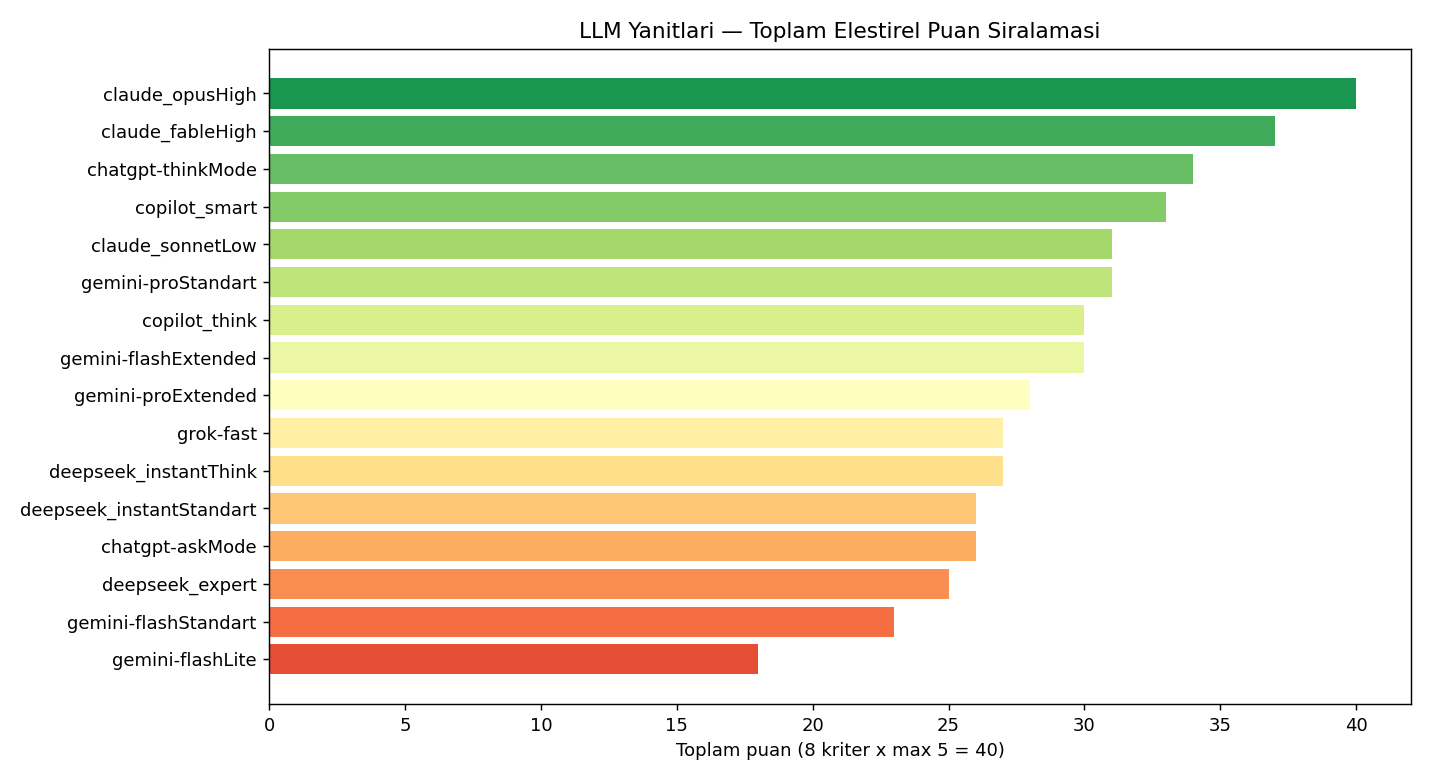 LLM Yanitlari — Toplam Elestirel Puan Siralamasi
claude_opusHigh
claude_fableHigh
chatgpt-thinkMode
copilot_smart
claude_sonnetLow
gemini-proStandart
copilot_think
gemini-flashExtended
gemini-proExtended
grok-fast
deepseek_instantThink
deepseek_instantStandart
chatgpt-askMode
deepseek_expert
gemini-flashStandart
gemini-flashLite
0 5 10 15 20 25 30 35 40
Toplam puan (8 kriter x max 5 = 40)